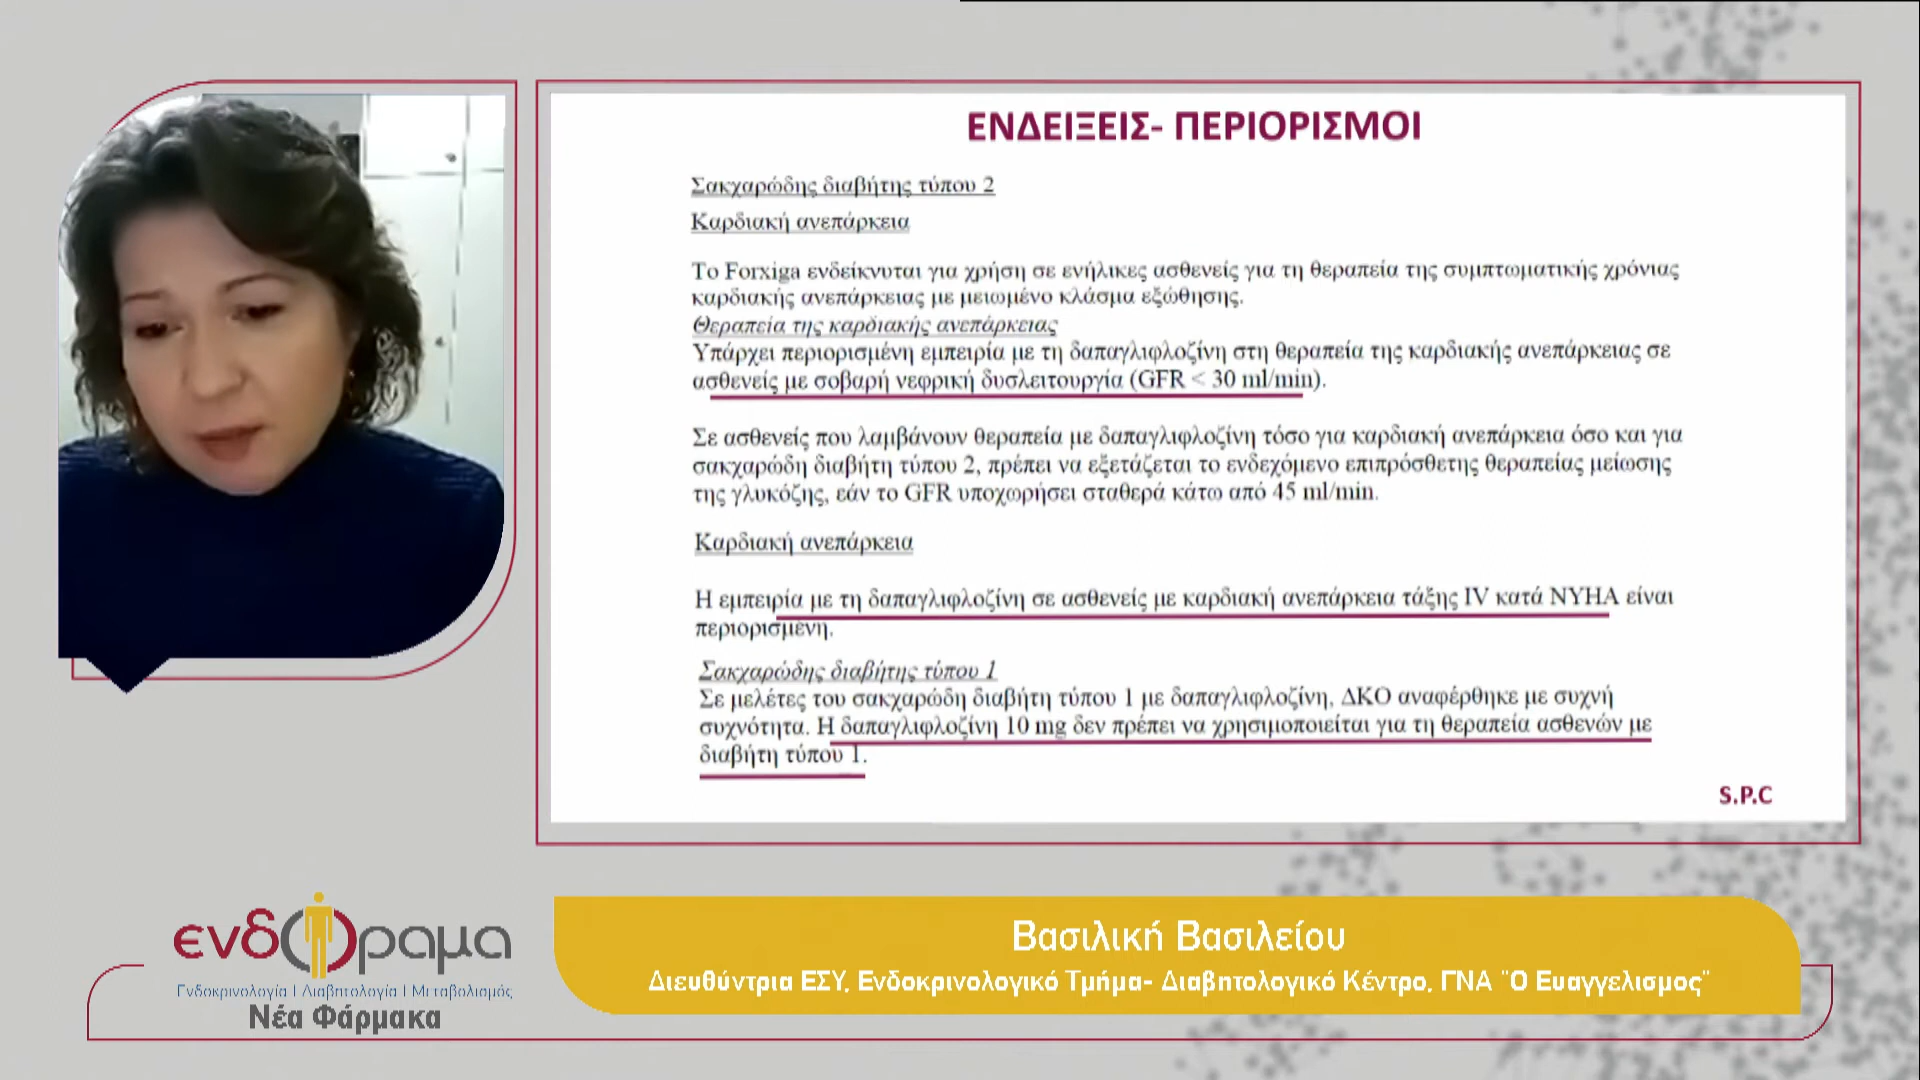 ΕΝΔΕΙΞΕΙΣ- ΠΕΡΙΟΡΙΣΜΟΙ
Σακχαρώδης διαβήτης τύπου 2
Καρδιακή ανεπάρκεια
Το Forxiga ενδείκνυται για χρήση σε ενήλικες ασθενείς για τη θεραπεία της συμπτωματικής χρόνιας
καρδιακής ανεπάρκειας με μειωμένο κλάσμα εξώθησης.
Θεραπεία της καρδιακής ανεπάρκειας
Υπάρχει περιορισμένη εμπειρία με τη δαπαγλιφλοζίνη στη θεραπεία της καρδιακής ανεπάρκειας σε
ασθενείς με σοβαρή νεφρική δυσλειτουργία (GFR < 30 ml/min).
Σε ασθενείς που λαμβάνουν θεραπεία με δαπαγλιφλοζίνη τόσο για καρδιακή ανεπάρκεια όσο και για
σακχαρώδη διαβήτη τύπου 2, πρέπει να εξετάζεται το ενδεχόμενο επιπρόσθετης θεραπείας μείωσης
της γλυκόζης, εάν το GFR υποχωρήσει σταθερά κάτω από 45 ml/min.
Καρδιακή ανεπάρκεια
Η εμπειρία με τη δαπαγλιφλοζίνη σε ασθενείς με καρδιακή ανεπάρκεια τάξης IV κατά NYHA είναι
περιορισμένη.
Σακχαρώδης διαβήτης τύπου 1
Σε μελέτες του σακχαρώδη διαβήτη τύπου 1 με δαπαγλιφλοζίνη, ΔΚΟ αναφέρθηκε με συχνή
συχνότητα. Η δαπαγλιφλοζίνη 10 mg δεν πρέπει να χρησιμοποιείται για τη θεραπεία ασθενών με
διαβήτη τύπου 1.
S.P.C
ενδόραμα
Ενδοκρινολογία | Διαβητολογία | Μεταβολισμός
Νέα Φάρμακα
Βασιλική Βασιλείου
Διευθύντρια ΕΣΥ, Ενδοκρινολογικό Τμήμα- Διαβητολογικό Κέντρο, ΓΝΑ "Ο Ευαγγελισμος"